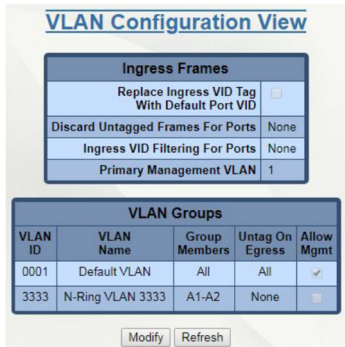 VLAN Configuration View
Ingress Frames
Replace Ingress VID Tag
With Default Port VID
Discard Untagged Frames For Ports None
Ingress VID Filtering For Ports None
Primary Management VLAN 1
VLAN Groups
VLAN ID VLAN Name Group Members Untag On Egress Allow Mgmt
0001 Default VLAN All All
3333 N-Ring VLAN 3333 A1-A2 None
Modify Refresh